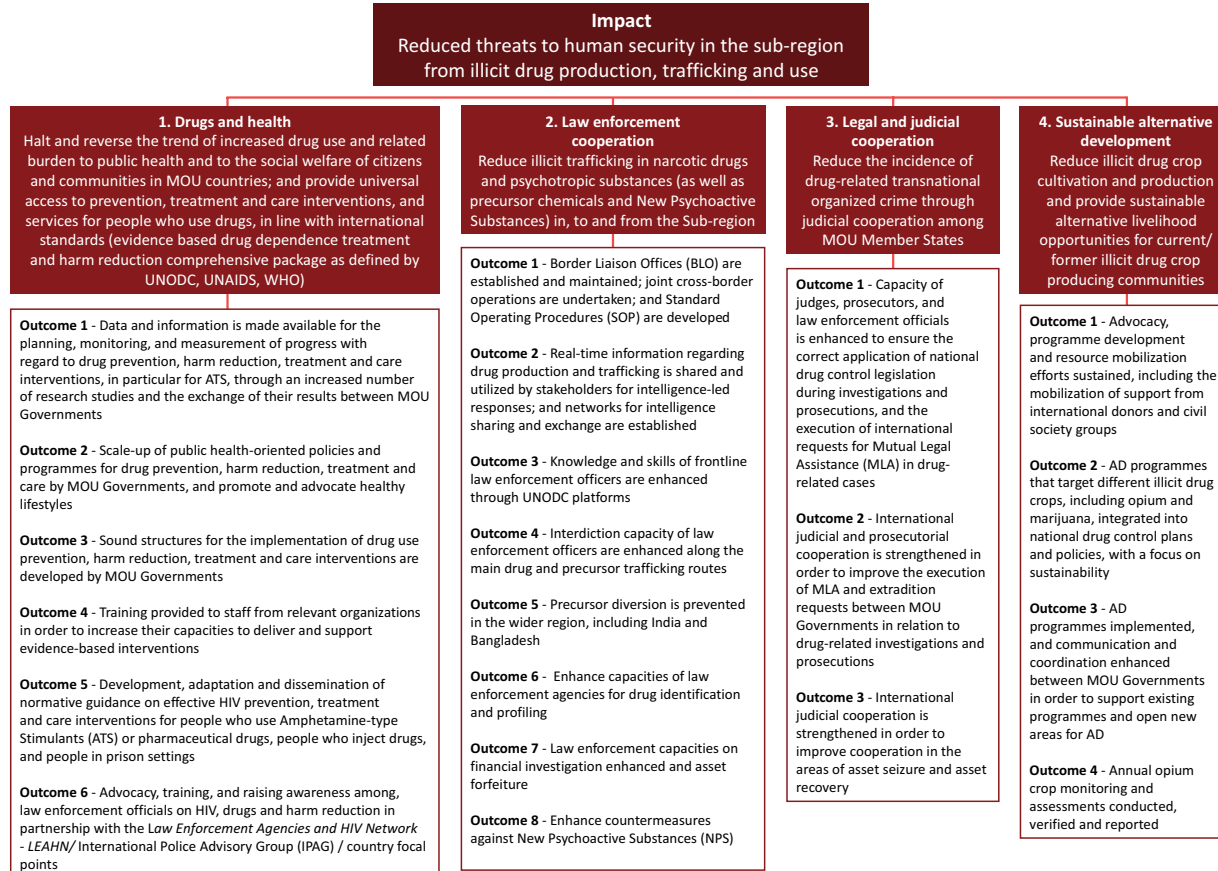 Impact
Reduced threats to human security in the sub-region
from illicit drug production, trafficking and use
1. Drugs and health
Halt and reverse the trend of increased drug use and related
burden to public health and to the social welfare of citizens
and communities in MOU countries; and provide universal
access to prevention, treatment and care interventions, and
services for people who use drugs, in line with international
standards (evidence based drug dependence treatment
and harm reduction comprehensive package as defined by
UNODC, UNAIDS, WHO)
Outcome 1 - Data and information is made available for the
planning, monitoring, and measurement of progress with
regard to drug prevention, harm reduction, treatment and care
interventions, in particular for ATS, through an increased number
of research studies and the exchange of their results between MOU
Governments
Outcome 2 - Scale-up of public health-oriented policies and
programmes for drug prevention, harm reduction, treatment and
care by MOU Governments, and promote and advocate healthy
lifestyles
Outcome 3 - Sound structures for the implementation of drug use
prevention, harm reduction, treatment and care interventions are
developed by MOU Governments
Outcome 4 - Training provided to staff from relevant organizations
in order to increase their capacities to deliver and support
evidence-based interventions
Outcome 5 - Development, adaptation and dissemination of
normative guidance on effective HIV prevention, treatment
and care interventions for people who use Amphetamine-type
Stimulants (ATS) or pharmaceutical drugs, people who inject drugs,
and people in prison settings
Outcome 6 - Advocacy, training, and raising awareness among,
law enforcement officials on HIV, drugs and harm reduction in
partnership with the Law Enforcement Agencies and HIV Network
- LEAHN/ International Police Advisory Group (IPAG) / country focal
points
2. Law enforcement
cooperation
Reduce illicit trafficking in narcotic drugs
and psychotropic substances (as well as
precursor chemicals and New Psychoactive
Substances) in, to and from the Sub-region
Outcome 1 - Border Liaison Offices (BLO) are
established and maintained; joint cross-border
operations are undertaken; and Standard
Operating Procedures (SOP) are developed
Outcome 2 - Real-time information regarding
drug production and trafficking is shared and
utilized by stakeholders for intelligence-led
responses; and networks for intelligence
sharing and exchange are established
Outcome 3 - Knowledge and skills of frontline
law enforcement officers are enhanced
through UNODC platforms
Outcome 4 - Interdiction capacity of law
enforcement officers are enhanced along the
main drug and precursor trafficking routes
Outcome 5 - Precursor diversion is prevented
in the wider region, including India and
Bangladesh
Outcome 6 - Enhance capacities of law
enforcement agencies for drug identification
and profiling
Outcome 7 - Law enforcement capacities on
financial investigation enhanced and asset
forfeiture
Outcome 8 - Enhance countermeasures
against New Psychoactive Substances (NPS)
3. Legal and judicial
cooperation
Reduce the incidence of
drug-related transnational
organized crime through
judicial cooperation among
MOU Member States
Outcome 1 - Capacity of
judges, prosecutors, and
law enforcement officials
is enhanced to ensure the
correct application of national
drug control legislation
during investigations and
prosecutions, and the
execution of international
requests for Mutual Legal
Assistance (MLA) in drug-
related cases
Outcome 2 - International
judicial and prosecutorial
cooperation is strengthened in
order to improve the execution
of MLA and extradition
requests between MOU
Governments in relation to
drug-related investigations and
prosecutions
Outcome 3 - International
judicial cooperation is
strengthened in order to
improve cooperation in the
areas of asset seizure and asset
recovery
4. Sustainable alternative
development
Reduce illicit drug crop
cultivation and production
and provide sustainable
alternative livelihood
opportunities for current/
former illicit drug crop
producing communities
Outcome 1 - Advocacy,
programme development
and resource mobilization
efforts sustained, including the
mobilization of support from
international donors and civil
society groups
Outcome 2 - AD programmes
that target different illicit drug
crops, including opium and
marijuana, integrated into
national drug control plans
and policies, with a focus on
sustainability
Outcome 3 - AD
programmes implemented,
and communication and
coordination enhanced
between MOU Governments
in order to support existing
programmes and open new
areas for AD
Outcome 4 - Annual opium
crop monitoring and
assessments conducted,
verified and reported